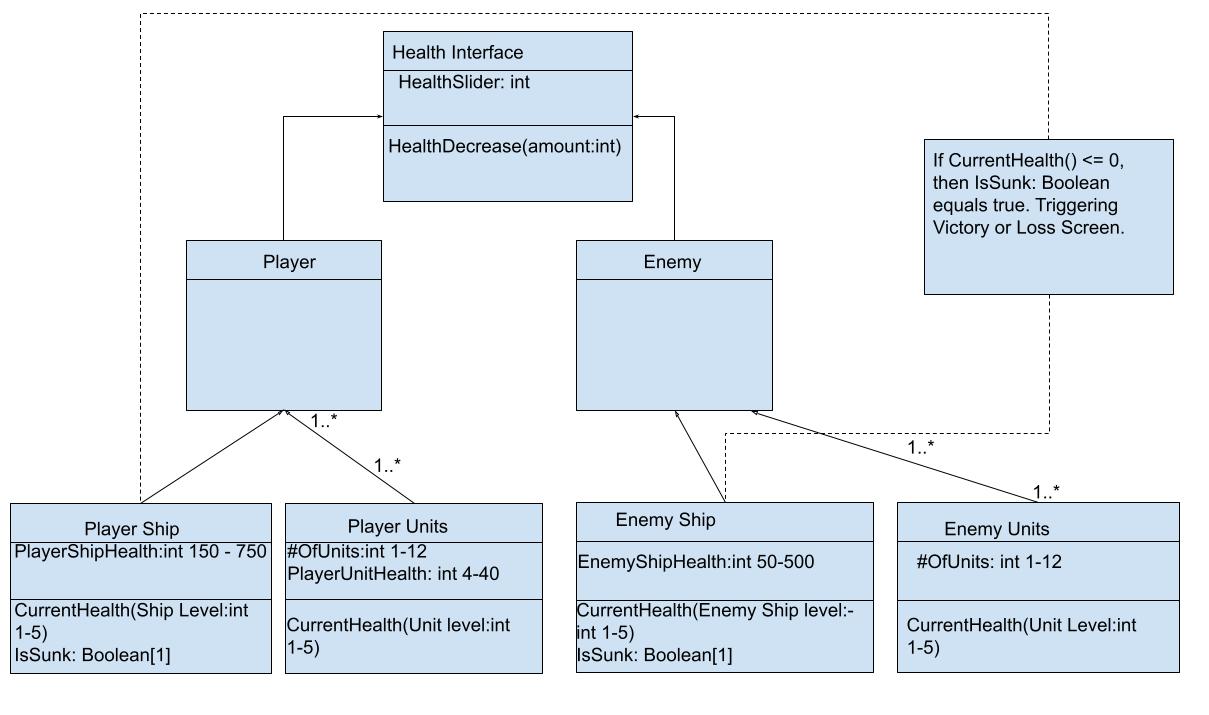 Health Interface
HealthSlider: int
HealthDecrease(amount:int)
If CurrentHealth() <= 0,
then IsSunk: Boolean
equals true. Triggering
Victory or Loss Screen.
Player
Enemy
1..*
1..*
1..*
1..*
Player Ship
PlayerShipHealth:int 150 - 750
CurrentHealth(Ship Level:int
1-5)
IsSunk: Boolean[1]
Player Units
#OfUnits:int 1-12
PlayerUnitHealth: int 4-40
CurrentHealth(Unit level:int
1-5)
Enemy Ship
EnemyShipHealth:int 50-500
CurrentHealth(Enemy Ship level:-
int 1-5)
IsSunk: Boolean[1]
Enemy Units
#OfUnits: int 1-12
CurrentHealth(Unit Level:int
1-5)